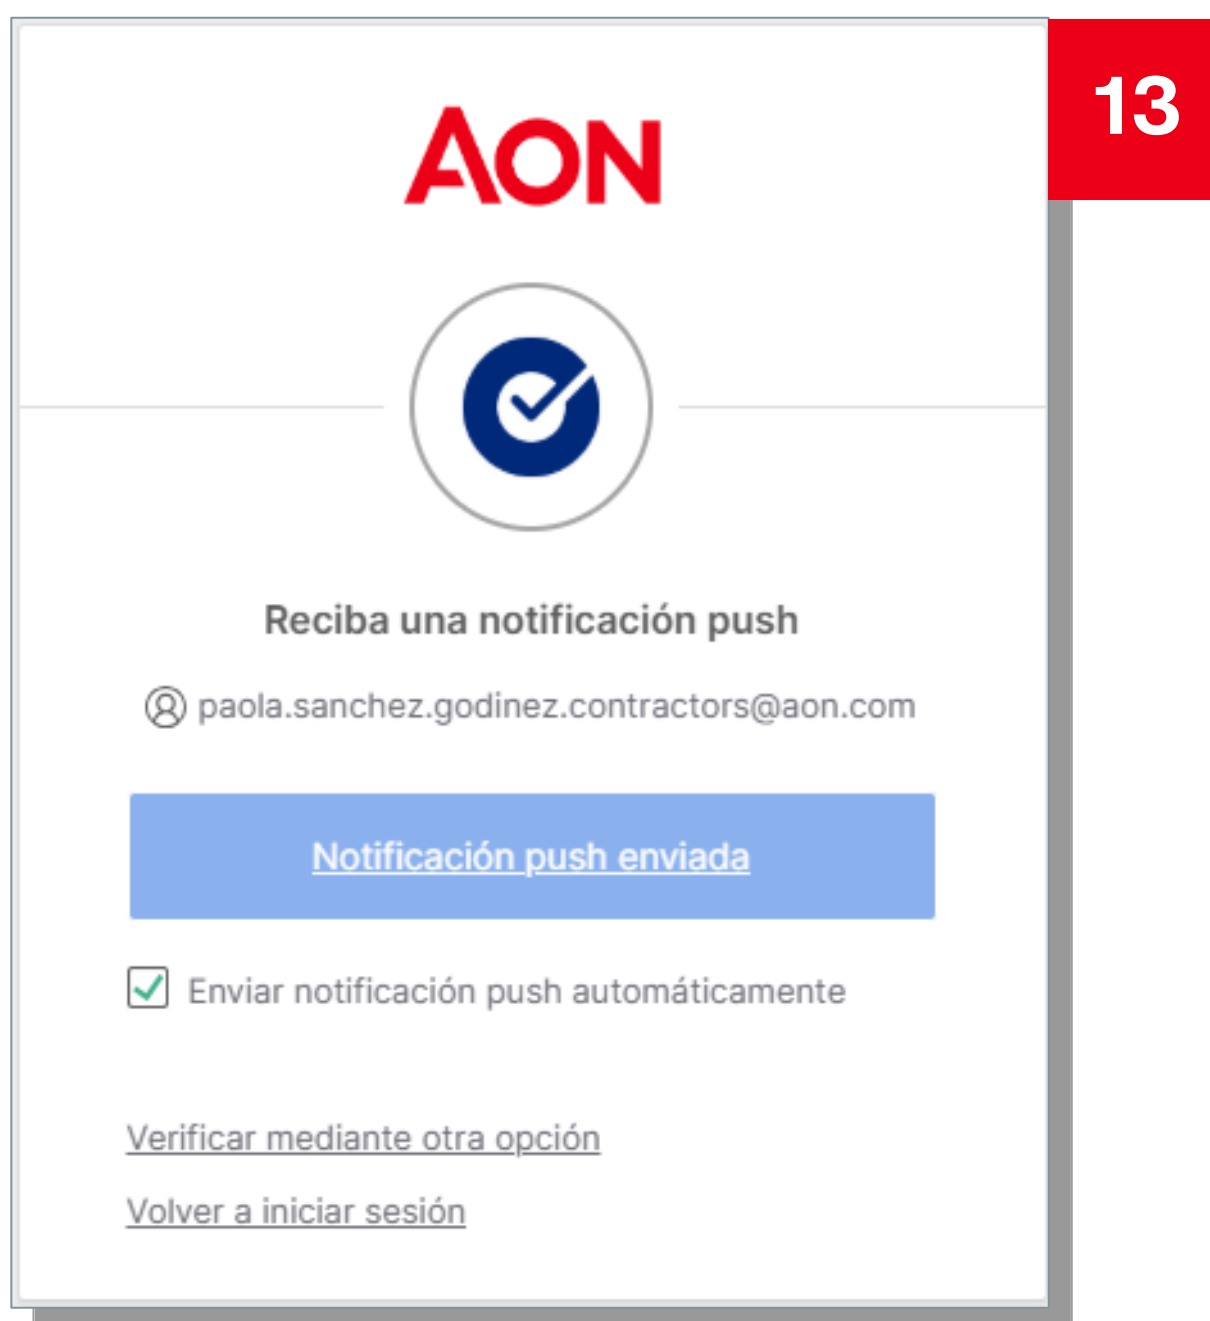 AON
13
Reciba una notificación push
paola.sanchez.godinez.contractors@aon.com
Notificación push enviada
Enviar notificación push automáticamente
Verificar mediante otra opción
Volver a iniciar sesión